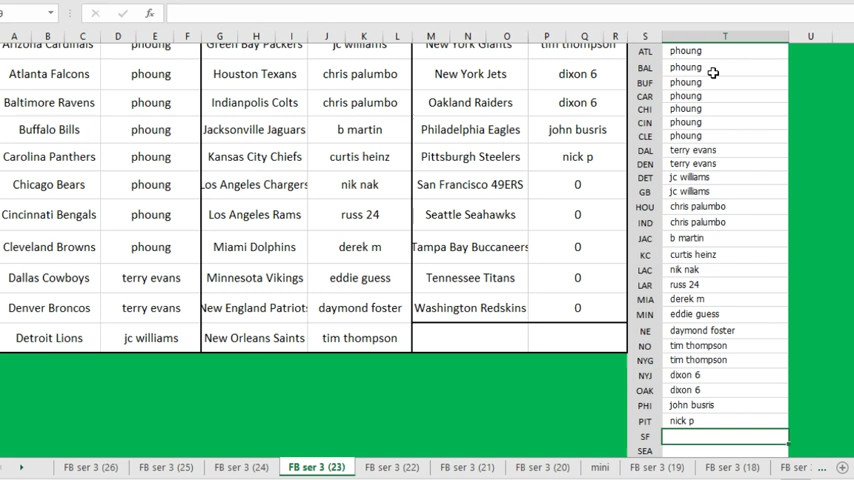 A B C D E F G H I J K L M N O P Q R S T U
Arizona Cardinals phoung Green Bay Packers jc williams New York Giants tim thompson ATL phoung
Atlanta Falcons phoung Houston Texans chris palumbo New York Jets dixon 6 BAL phoung
BUF phoung
Baltimore Ravens phoung Indianpolis Colts chris palumbo Oakland Raiders dixon 6 CAR phoung
CHI phoung
Buffalo Bills phoung Jacksonville Jaguars b martin Philadelphia Eagles john busris CIN phoung
CLE phoung
Carolina Panthers phoung Kansas City Chiefs curtis heinz Pittsburgh Steelers nick p DAL terry evans
DEN terry evans
Chicago Bears phoung Los Angeles Chargers nik nak San Francisco 49ERS 0 DET jc willams
GB jc willams
Cincinnati Bengals phoung Los Angeles Rams russ 24 Seattle Seahawks 0 HOU chris palumbo
IND chris palumbo
Cleveland Browns phoung Miami Dolphins derek m Tampa Bay Buccaneers 0 JAC b martin
KC curtis heinz
Dallas Cowboys terry evans Minnesota Vikings eddie guess Tennessee Titans 0 LAC nik nak
LAR russ 24
Denver Broncos terry evans New England Patriots daymond foster Washington Redskins 0 MIA derek m
MIN eddie guess
Detroit Lions jc williams New Orleans Saints tim thompson NE daymond foster
NO tim thompson
NYG tim thompson
NYJ dixon 6
OAK dixon 6
PHI john busris
PIT nick p
SF
SEA
FB ser 3 (26) FB ser 3 (25) FB ser 3 (24) FB ser 3 (23) FB ser 3 (22) FB ser 3 (21) FB ser 3 (20) mini FB ser 3 (19) FB ser 3 (18) FB ser ...